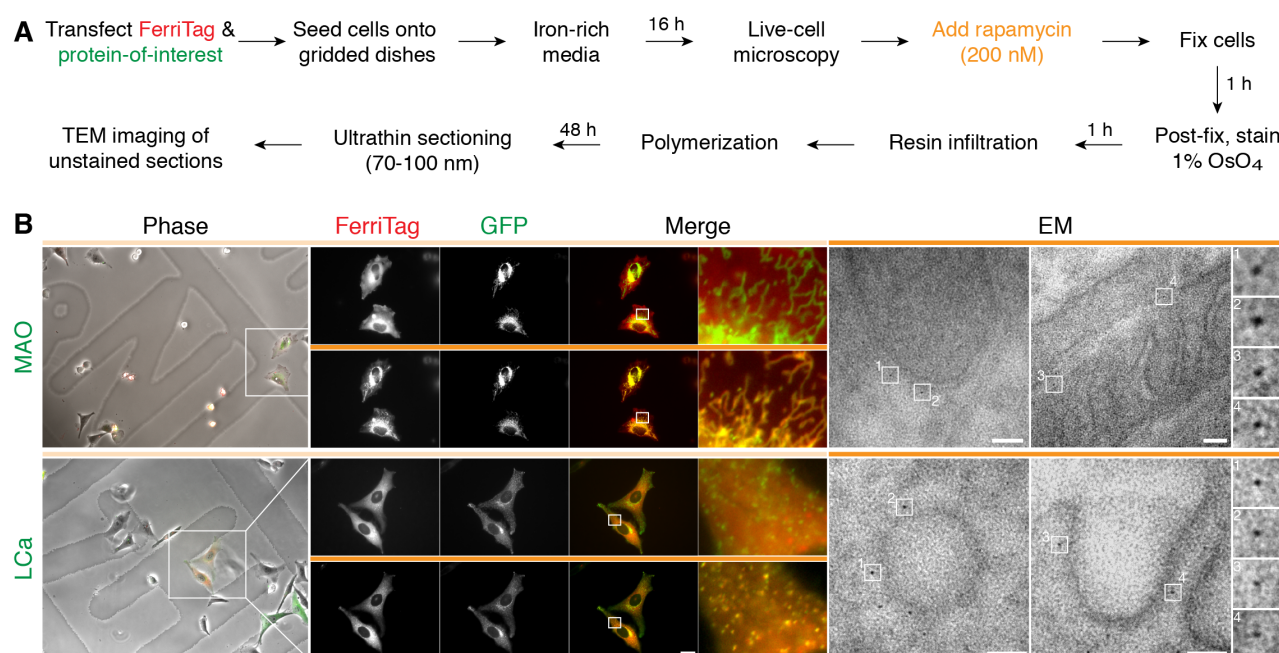 A
Transfect FerriTag &
protein-of-interest
Seed cells onto
gridded dishes
Iron-rich
media
16 h
Live-cell
microscopy
Add rapamycin
(200 nM)
Fix cells
1 h
Post-fix, stain
1% OsO4
1 h
Resin infiltration
Polymerization
48 h
Ultrathin sectioning
(70-100 nm)
TEM imaging of
unstained sections
B
Phase
FerriTag
GFP
Merge
EM
MAO
1
2
3
4
1
2
3
4
LCa
1
2
3
4
1
2
3
4